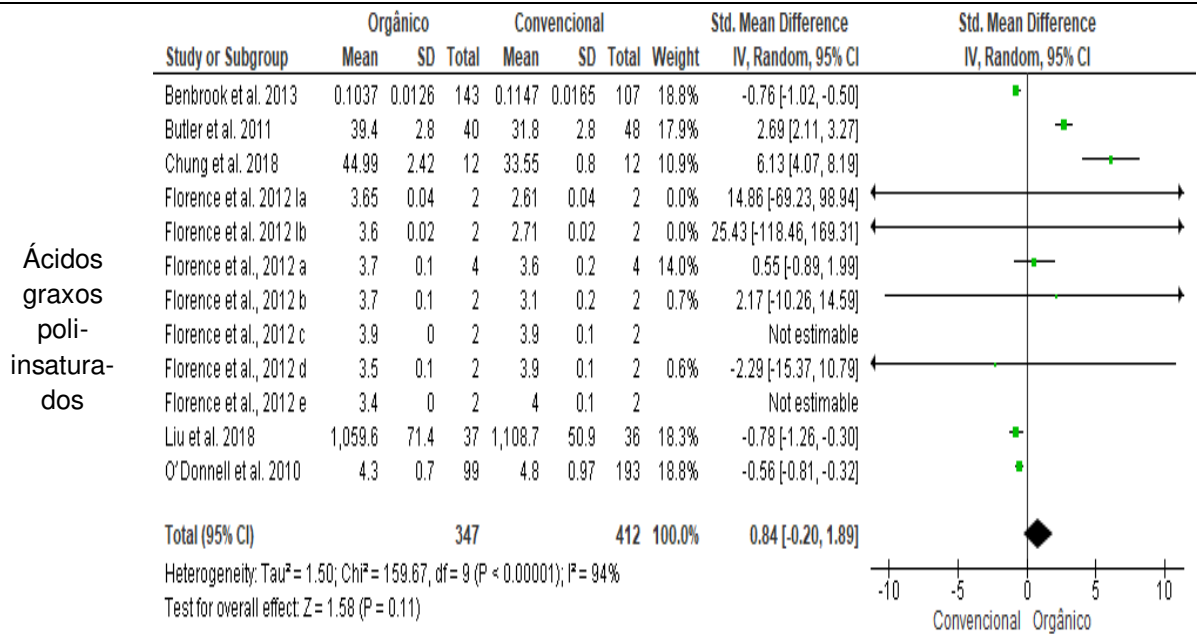 Orgânico Convencional Std. Mean Difference Std. Mean Difference
Study or Subgroup Mean SD Total Mean SD Total Weight IV, Random, 95% CI IV, Random, 95% CI
Benbrook et al. 2013 0.1037 0.0126 143 0.1147 0.0165 107 18.8% -0.76 [-1.02, -0.50]
Butler et al. 2011 39.4 2.8 40 31.8 2.8 48 17.9% 2.69 [2.11, 3.27]
Chung et al. 2018 44.99 2.42 12 33.55 0.8 12 10.9% 6.13 [4.07, 8.19]
Florence et al. 2012 Ia 3.65 0.04 2 2.61 0.04 2 0.0% 14.86 [-69.23, 98.94]
Florence et al. 2012 Ib 3.6 0.02 2 2.71 0.02 2 0.0% 25.43 [-118.46, 169.31]
Florence et al., 2012 a 3.7 0.1 4 3.6 0.2 4 14.0% 0.55 [-0.89, 1.99]
Florence et al., 2012 b 3.7 0.1 2 3.1 0.2 2 0.7% 2.17 [-10.26, 14.59]
Florence et al., 2012 c 3.9 0 2 3.9 0.1 2 Not estimable
Florence et al., 2012 d 3.5 0.1 2 3.9 0.1 2 0.6% -2.29 [-15.37, 10.79]
Florence et al., 2012 e 3.4 0 2 4 0.1 2 Not estimable
Liu et al. 2018 1,059.6 71.4 37 1,108.7 50.9 36 18.3% -0.78 [-1.26, -0.30]
O'Donnell et al. 2010 4.3 0.7 99 4.8 0.97 193 18.8% -0.56 [-0.81, -0.32]
Ácidos
graxos
poli-
insatura-
dos
Total (95% CI) 347 412 100.0% 0.84 [-0.20, 1.89]
Heterogeneity: Tau² = 1.50; Chi² = 159.67, df = 9 (P < 0.00001); I² = 94%
Test for overall effect: Z = 1.58 (P = 0.11)
-10 -5 0 5 10
Convencional Orgânico